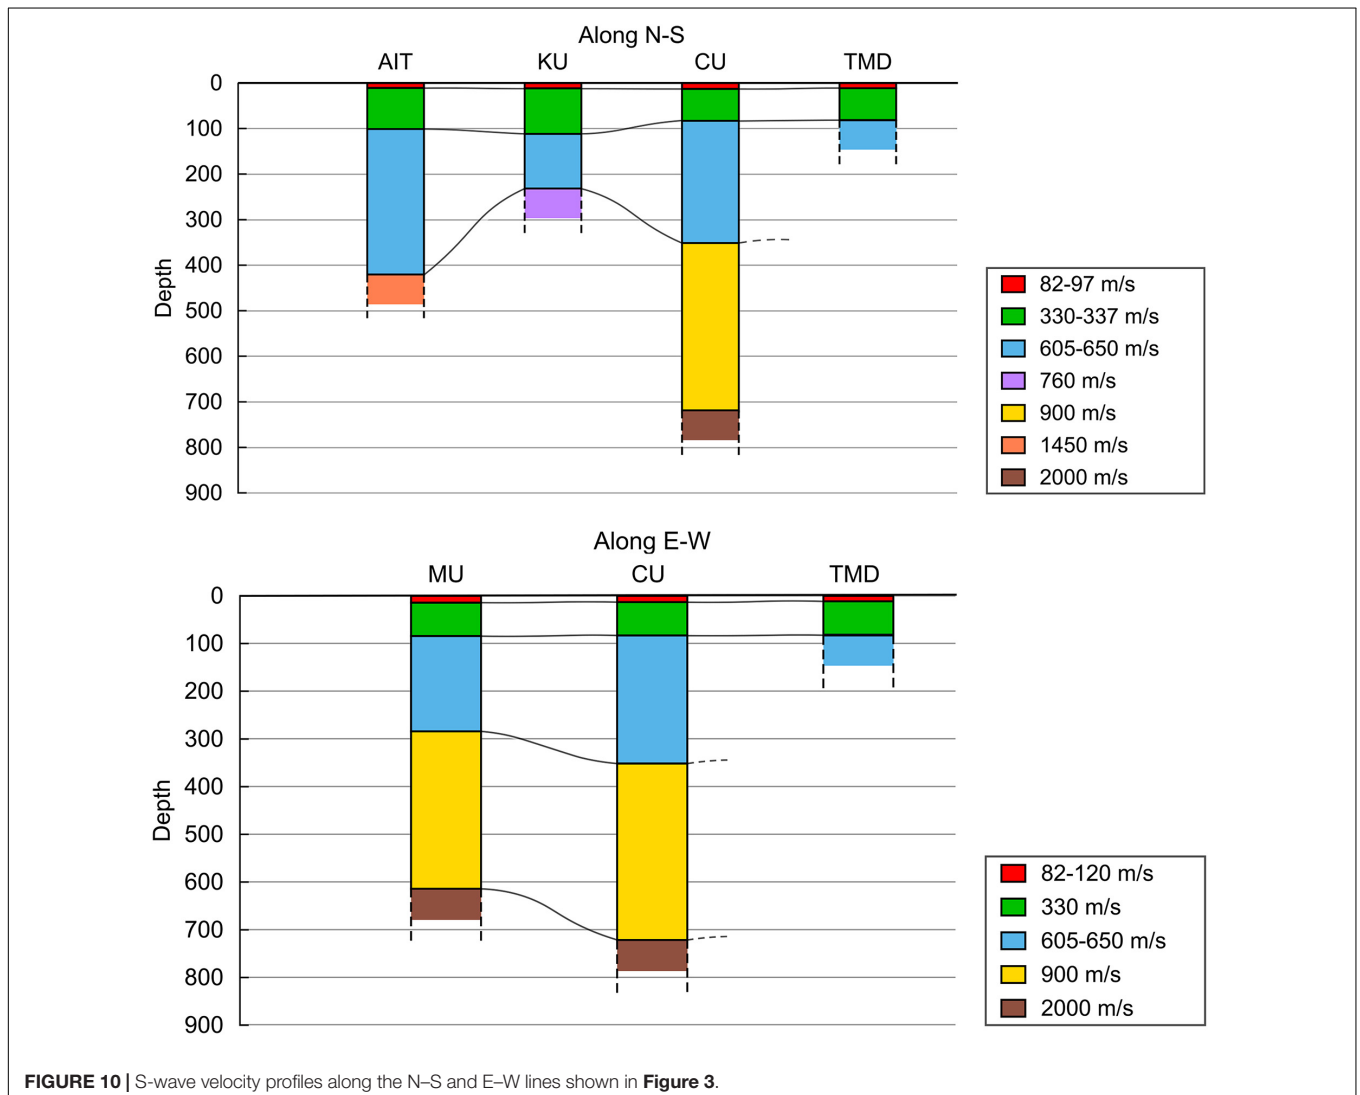 Along N-S
AIT KU CU TMD
0
100
200
300
400
500
600
700
800
900
Depth
82-97 m/s
330-337 m/s
605-650 m/s
760 m/s
900 m/s
1450 m/s
2000 m/s
Along E-W
MU CU TMD
0
100
200
300
400
500
600
700
800
900
Depth
82-120 m/s
330 m/s
605-650 m/s
900 m/s
2000 m/s
FIGURE 10 | S-wave velocity profiles along the N–S and E–W lines shown in Figure 3.